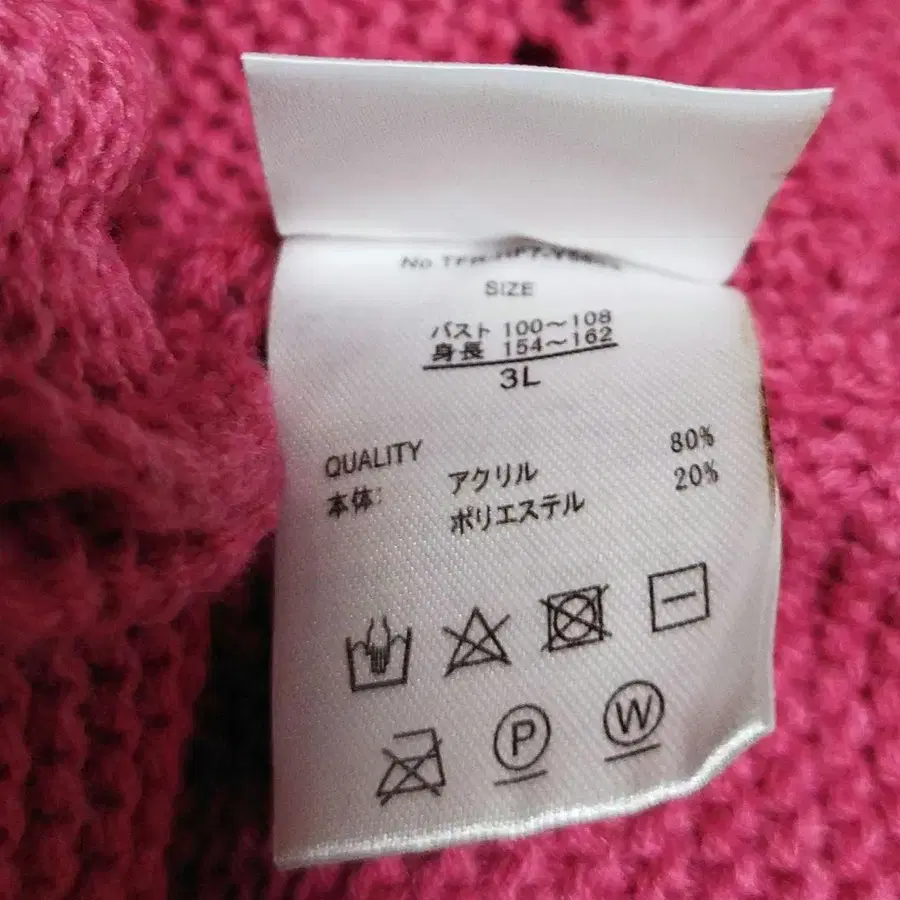 No
SIZE
バスト 100～108
身長 154～162
3L
QUALITY
本体: アクリル 80%
ポリエステル 20%
P W